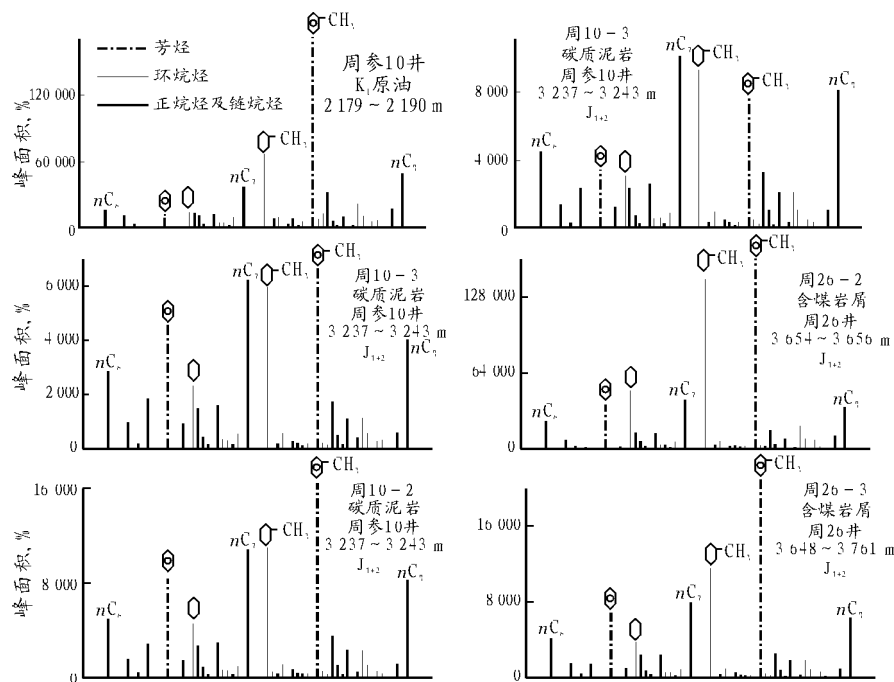 芳烃
环烷烃
正烷烃及链烷烃
峰面积,%
120 000
60 000
0
nC₆
nC₇
CH₃
CH₃
周参10井
K₁原油
2 179~2 190 m
周10-3
碳质泥岩
周参10井
3 237~3 243 m
J₁₊₂
8 000
4 000
0
nC₆
nC₇
CH₃
CH₃
峰面积,%
6 000
4 000
2 000
0
nC₆
nC₇
CH₃
CH₃
周10-3
碳质泥岩
周参10井
3 237~3 243 m
J₁₊₂
128 000
64 000
0
nC₆
nC₇
CH₃
CH₃
周26-2
含煤岩屑
周26井
3 654~3 656 m
J₁₊₂
峰面积,%
16 000
8 000
0
nC₆
nC₇
CH₃
CH₃
周10-2
碳质泥岩
周参10井
3 237~3 243 m
J₁₊₂
16 000
8 000
0
nC₆
nC₇
CH₃
CH₃
周26-3
含煤岩屑
周26井
3 648~3 761 m
J₁₊₂